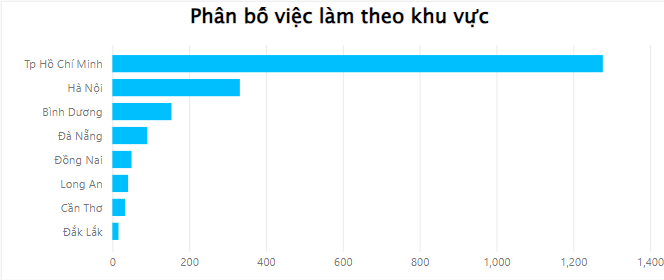 Phân bố việc làm theo khu vực
Tp Hồ Chí Minh
Hà Nội
Bình Dương
Đà Nẵng
Đồng Nai
Long An
Cần Thơ
Đắk Lắk
0 200 400 600 800 1,000 1,200 1,400